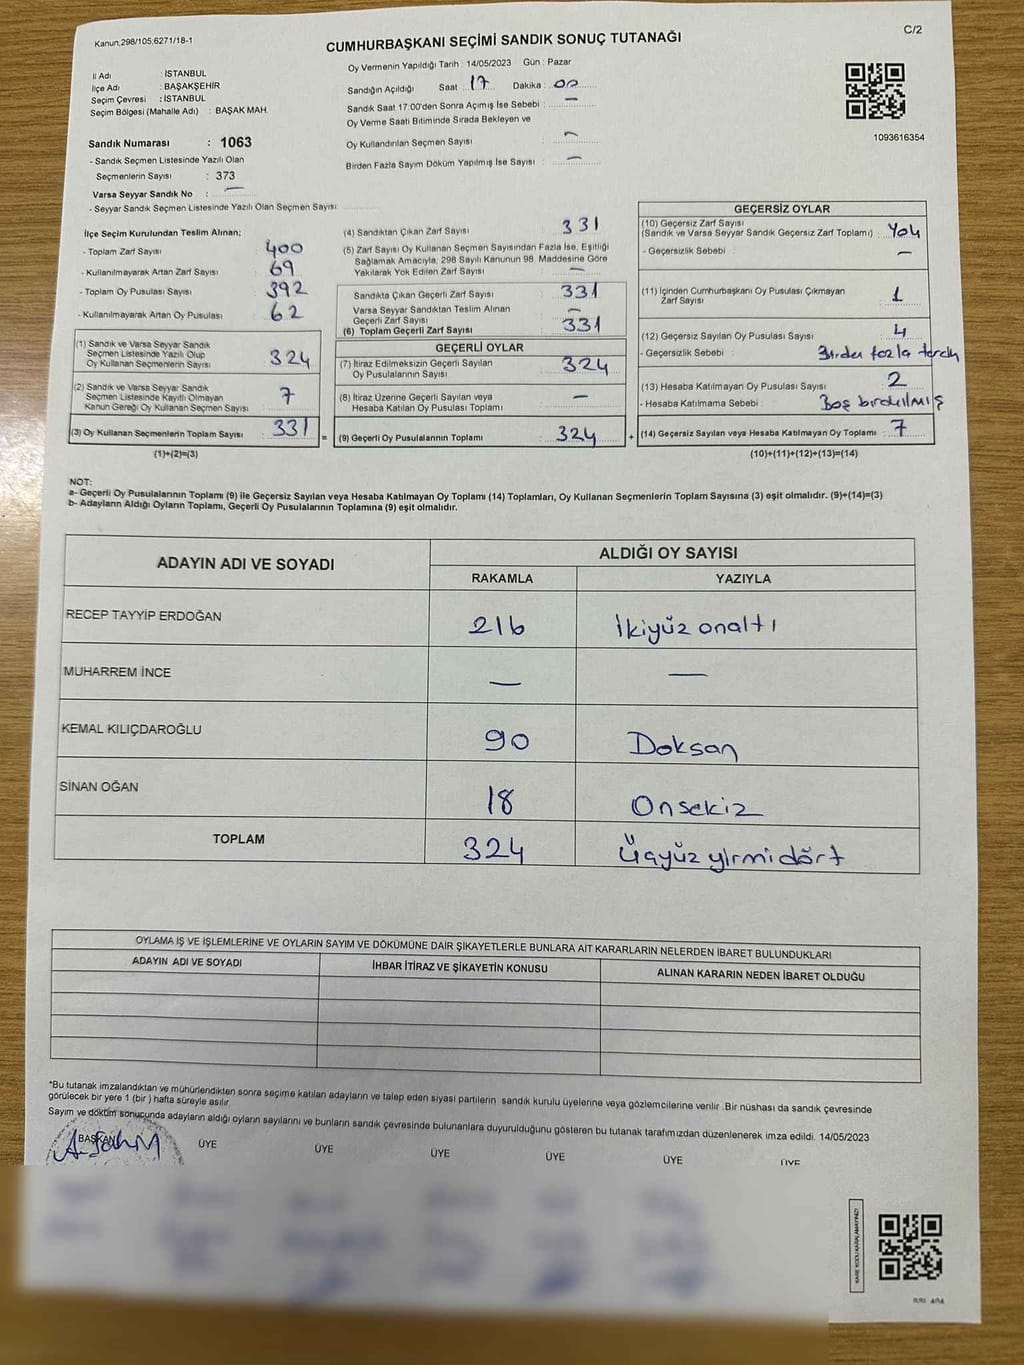 Kanun;298/105;6271/18-1
C/2
CUMHURBAŞKANI SEÇİMİ SANDIK SONUÇ TUTANAĞI
İl Adı : İSTANBUL
İlçe Adı : BAŞAKŞEHİR
Seçim Çevresi : İSTANBUL
Seçim Bölgesi (Mahalle Adı) : BAŞAK MAH.
Sandık Numarası : 1063
- Sandık Seçmen Listesinde Yazılı Olan
Seçmenlerin Sayısı : 373
Varsa Seyyar Sandık No : —
- Seyyar Sandık Seçmen Listesinde Yazılı Olan Seçmen Sayısı
Oy Vermenin Yapıldığı Tarih : 14/05/2023 Gün : Pazar
Sandığın Açıldığı Saat : 17 Dakika : 00
Sandık Saat 17:00'den Sonra Açımış İse Sebebi : —
Oy Verme Saati Bitiminde Sırada Bekleyen ve
Oy Kullandırılan Seçmen Sayısı : —
Birden Fazla Sayım Döküm Yapılmış İse Sayısı : —
1093616354
İlçe Seçim Kurulundan Teslim Alınan;
- Toplam Zarf Sayısı : 400
- Kullanılmayarak Artan Zarf Sayısı : 69
- Toplam Oy Pusulası Sayısı : 392
- Kullanılmayarak Artan Oy Pusulası : 62
(1) Sandık ve Varsa Seyyar Sandık
Seçmen Listesinde Yazılı Olup
Oy Kullanan Seçmenlerin Sayısı : 324
(2) Sandık ve Varsa Seyyar Sandık
Seçmen Listesinde Kayıtlı Olmayan
Kanun Gereği Oy Kullanan Seçmen Sayısı : 7
(3) Oy Kullanan Seçmenlerin Toplam Sayısı : 331
(1)+(2)=(3)
(4) Sandıktan Çıkan Zarf Sayısı : 331
(5) Zarf Sayısı Oy Kullanan Seçmen Sayısından Fazla İse, Eşitliği
Sağlamak Amacıyla, 298 Sayılı Kanunun 98. Maddesine Göre
Yakılarak Yok Edilen Zarf Sayısı : —
Sandıkta Çıkan Geçerli Zarf Sayısı : 331
Varsa Seyyar Sandıktan Teslim Alınan
Geçerli Zarf Sayısı : —
(6) Toplam Geçerli Zarf Sayısı : 331
GEÇERLİ OYLAR
(7) İtiraz Edilmeksizin Geçerli Sayılan
Oy Pusulalarının Sayısı : 324
(8) İtiraz Üzerine Geçerli Sayılan veya
Hesaba Katılan Oy Pusulası Toplamı : —
= (9) Geçerli Oy Pusulalarının Toplamı : 324 +
GEÇERSİZ OYLAR
(10) Geçersiz Zarf Sayısı
(Sandık ve Varsa Seyyar Sandık Geçersiz Zarf Toplamı) : Yok
- Geçersizlik Sebebi : —
(11) İçinden Cumhurbaşkanı Oy Pusulası Çıkmayan
Zarf Sayısı : 1
(12) Geçersiz Sayılan Oy Pusulası Sayısı : 4
- Geçersizlik Sebebi : Birden fazla tercih
(13) Hesaba Katılmayan Oy Pusulası Sayısı : 2
- Hesaba Katılmama Sebebi : Boş bırakılmış
(14) Geçersiz Sayılan veya Hesaba Katılmayan Oy Toplamı : 7
(10)+(11)+(12)+(13)=(14)
NOT:
a- Geçerli Oy Pusulalarının Toplamı (9) ile Geçersiz Sayılan veya Hesaba Katılmayan Oy Toplamı (14) Toplamları, Oy Kullanan Seçmenlerin Toplam Sayısına (3) eşit olmalıdır. (9)+(14)=(3)
b- Adayların Aldığı Oyların Toplamı, Geçerli Oy Pusulalarının Toplamına (9) eşit olmalıdır.
ADAYIN ADI VE SOYADI
ALDIĞI OY SAYISI
RAKAMLA YAZIYLA
RECEP TAYYİP ERDOĞAN 216 İkiyüz onaltı
MUHARREM İNCE — —
KEMAL KILIÇDAROĞLU 90 Doksan
SİNAN OĞAN 18 Onsekiz
TOPLAM 324 Üçyüz yirmidört
OYLAMA İŞ VE İŞLEMLERİNE VE OYLARIN SAYIM VE DÖKÜMÜNE DAİR ŞİKAYETLERLE BUNLARA AİT KARARLARIN NELERDEN İBARET BULUNDUKLARI
ADAYIN ADI VE SOYADI İHBAR İTİRAZ VE ŞİKAYETİN KONUSU ALINAN KARARIN NEDEN İBARET OLDUĞU
*Bu tutanak imzalandıktan ve mühürlendikten sonra seçime katılan adayların ve talep eden siyasi partilerin sandık kurulu üyelerine veya gözlemcilerine verilir .Bir nüshası da sandık çevresinde
görülecek bir yere 1 (bir ) hafta süreyle asılır.
Sayım ve döküm sonucunda adayların aldığı oyların sayılarını ve bunların sandık çevresinde bulunanlara duyurulduğunu gösteren bu tutanak tarafımızdan düzenlenerek imza edildi. 14/05/2023
BAŞKAN ÜYE ÜYE ÜYE ÜYE ÜYE ÜYE
KARE KODU KARALAMAYINIZ!